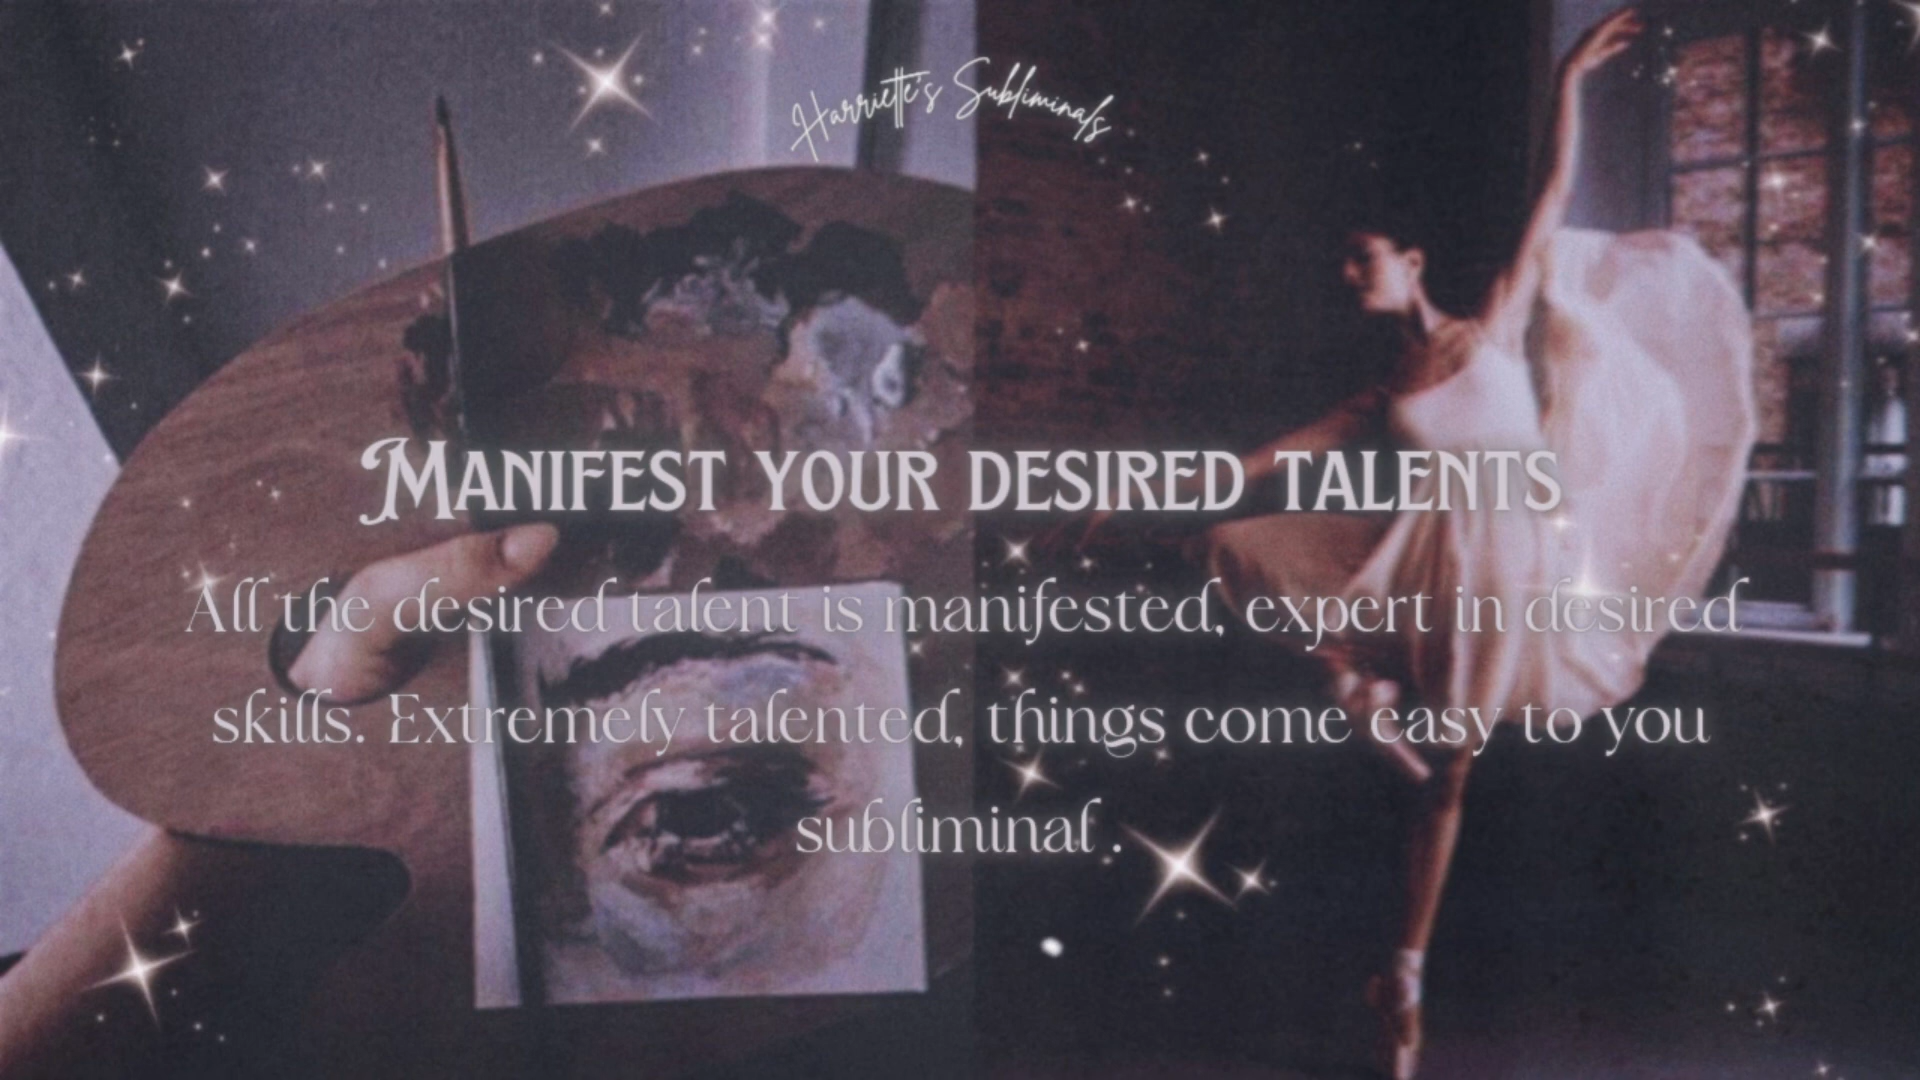 Harriette's Subliminals
Manifest your desired talents
All the desired talent is manifested, expert in desired
skills. Extremely talented, things come easy to you
subliminal .